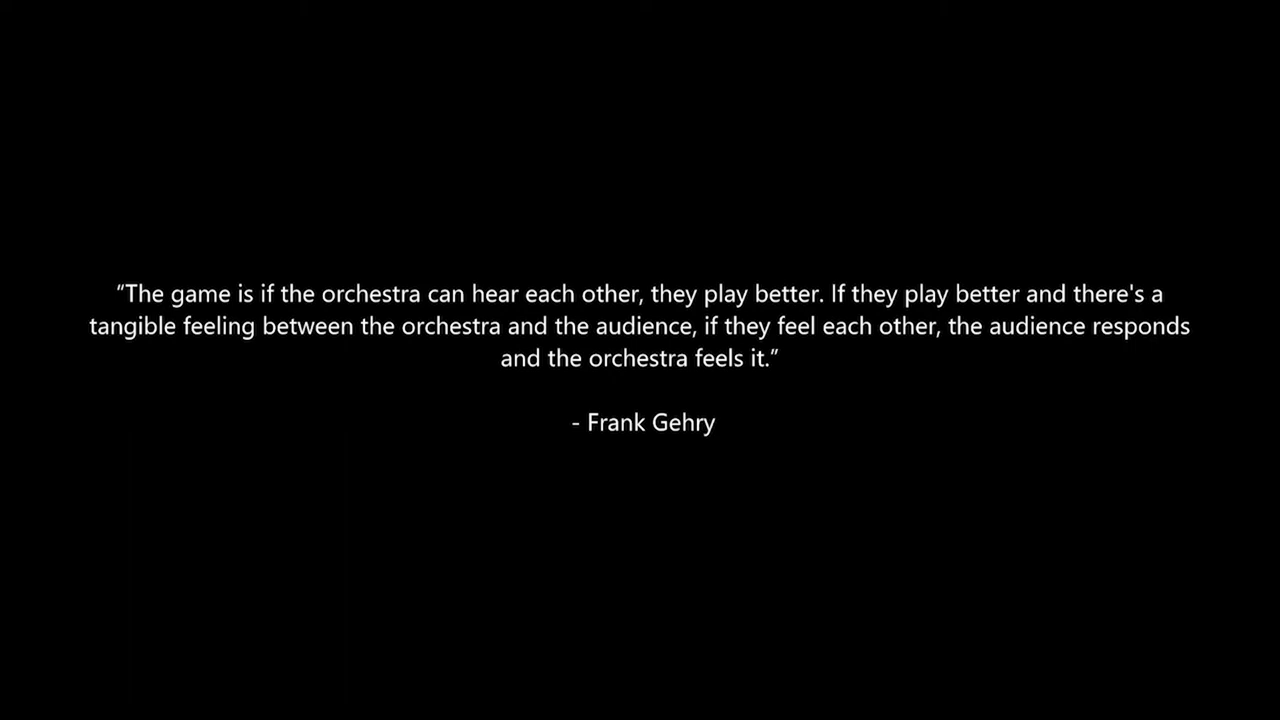 “The game is if the orchestra can hear each other, they play better. If they play better and there's a
tangible feeling between the orchestra and the audience, if they feel each other, the audience responds
and the orchestra feels it.”
- Frank Gehry